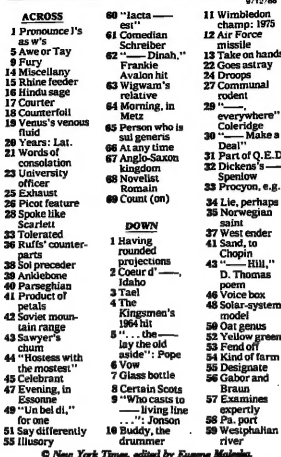 9/12/88
ACROSS
1 Pronounce l's
as w's
5 Awe or Tay
9 Fury
14 Miscellany
15 Rhine feeder
16 Hindu sage
17 Courter
18 Counterfoil
19 Venus's venous
fluid
20 Years: Lat.
21 Words of
consolation
23 University
officer
25 Exhaust
26 Picot feature
28 Spoke like
Scarlett
33 Tolerated
36 Ruffs' counter-
parts
38 Sol preceder
39 Anklebone
40 Parseghian
41 Product of
petals
42 Soviet moun-
tain range
43 Sawyer's
chum
44 "Hostess with
the mostest"
45 Celebrant
47 Evening, in
Essonne
49 "Un bel di,"
for one
51 Say differently
55 Illusory
60 "Iacta —
est"
61 Comedian
Schreiber
62 "— Dinah,"
Frankie
Avalon hit
63 Wigwam's
relative
64 Morning, in
Metz
65 Person who is
sui generis
66 At any time
67 Anglo-Saxon
kingdom
68 Novelist
Romain
69 Count (on)
DOWN
1 Having
rounded
projections
2 Coeur d'—,
Idaho
3 Tael
4 The
Kingsmen's
1964 hit
5 "... the —
lay the old
aside": Pope
6 Vow
7 Glass bottle
8 Certain Scots
9 "Who casts to
— living line
...": Jonson
10 Buddy, the
drummer
11 Wimbledon
champ: 1975
12 Air Force
missile
13 Take on hands
22 Goes astray
24 Droops
27 Communal
rodent
29 "—,
everywhere"
Coleridge
30 "— Make a
Deal"
31 Part of Q.E.D.
32 Dickens's —
Spenlow
33 Procyon, e.g.
34 Lie, perhaps
35 Norwegian
saint
37 West ender
41 Sand, to
Chopin
43 "— Hill,"
D. Thomas
poem
46 Voice box
48 Solar-system
model
50 Oat genus
52 Yellow green
53 Fend off
54 Kind of farm
55 Designate
56 Gabor and
Braun
57 Examines
expertly
58 Pa. port
59 Westphalian
river
© New York Times, edited by Eugene Maleska.